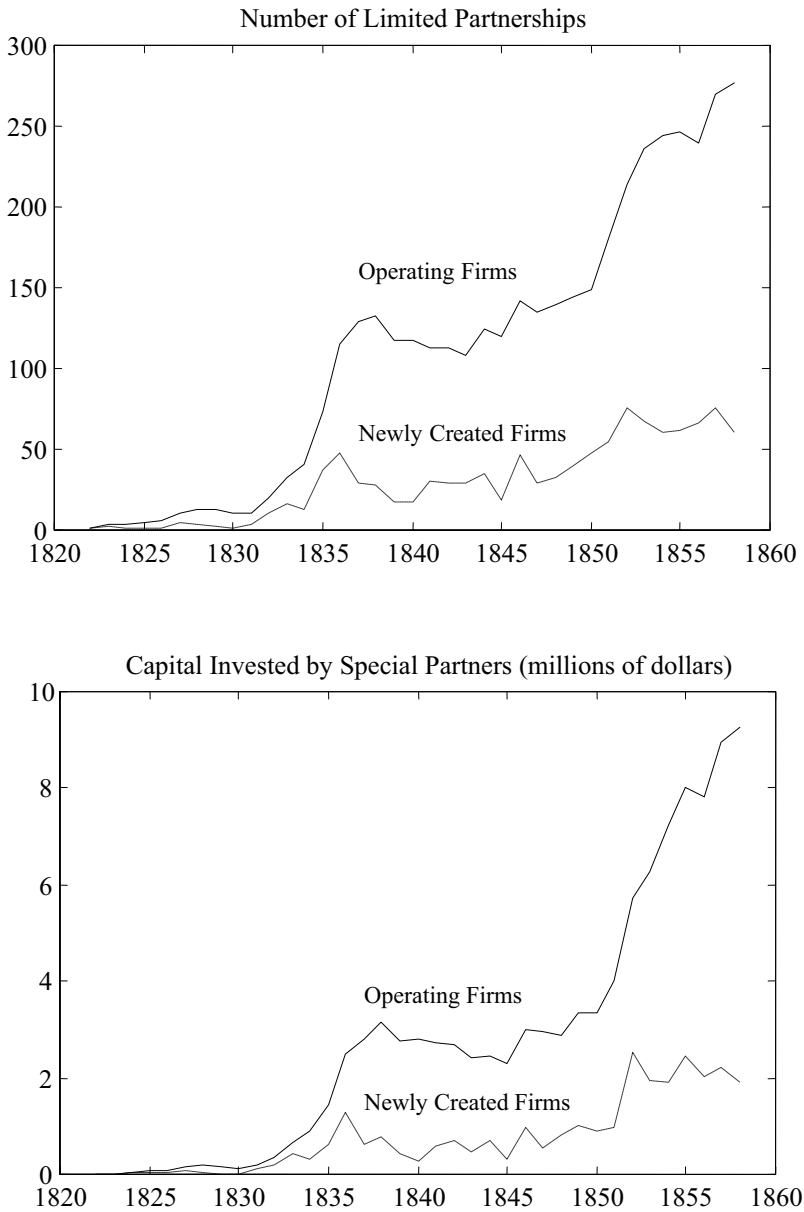 Number of Limited Partnerships
300
250
200
150
100
50
0
Operating Firms
Newly Created Firms
1820 1825 1830 1835 1840 1845 1850 1855 1860
Capital Invested by Special Partners (millions of dollars)
10
8
6
4
2
0
Operating Firms
Newly Created Firms
1820 1825 1830 1835 1840 1845 1850 1855 1860